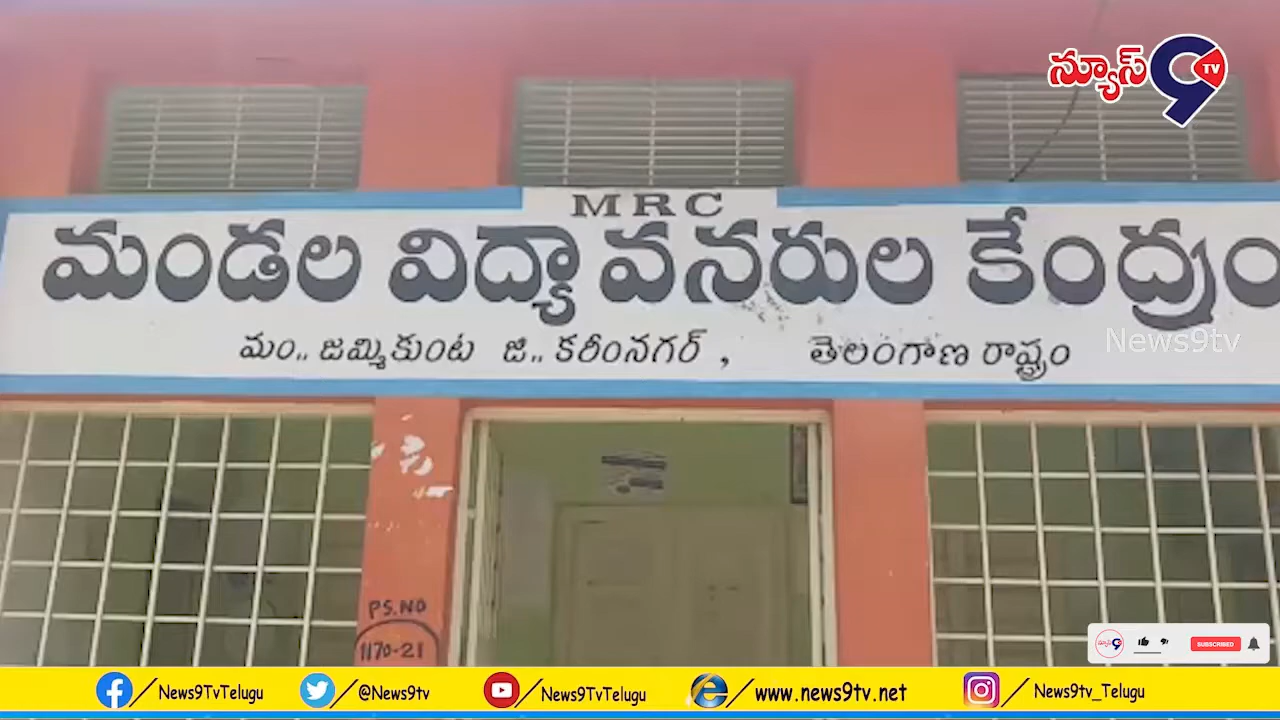 న్యూస్ 9 TV
MRC
మండల విద్యా వనరుల కేంద్రం
మం.. జమ్మికుంట జి.. కరీంనగర్, తెలంగాణ రాష్ట్రం
News9tv
PS.NO
1170-21
SUBSCRIBED
News9TvTelugu @News9tv News9TvTelugu www.news9tv.net News9tv_Telugu